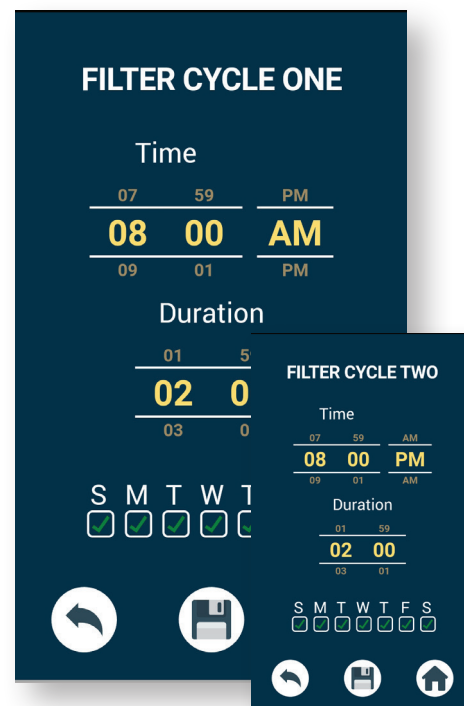 FILTER CYCLE ONE
Time
07 59 PM
08 00 AM
09 01 PM
Duration
01
02
03
S M T W
FILTER CYCLE TWO
Time
07 59 AM
08 00 PM
09 01 AM
Duration
01 59
02 00
03 01
S M T W T F S